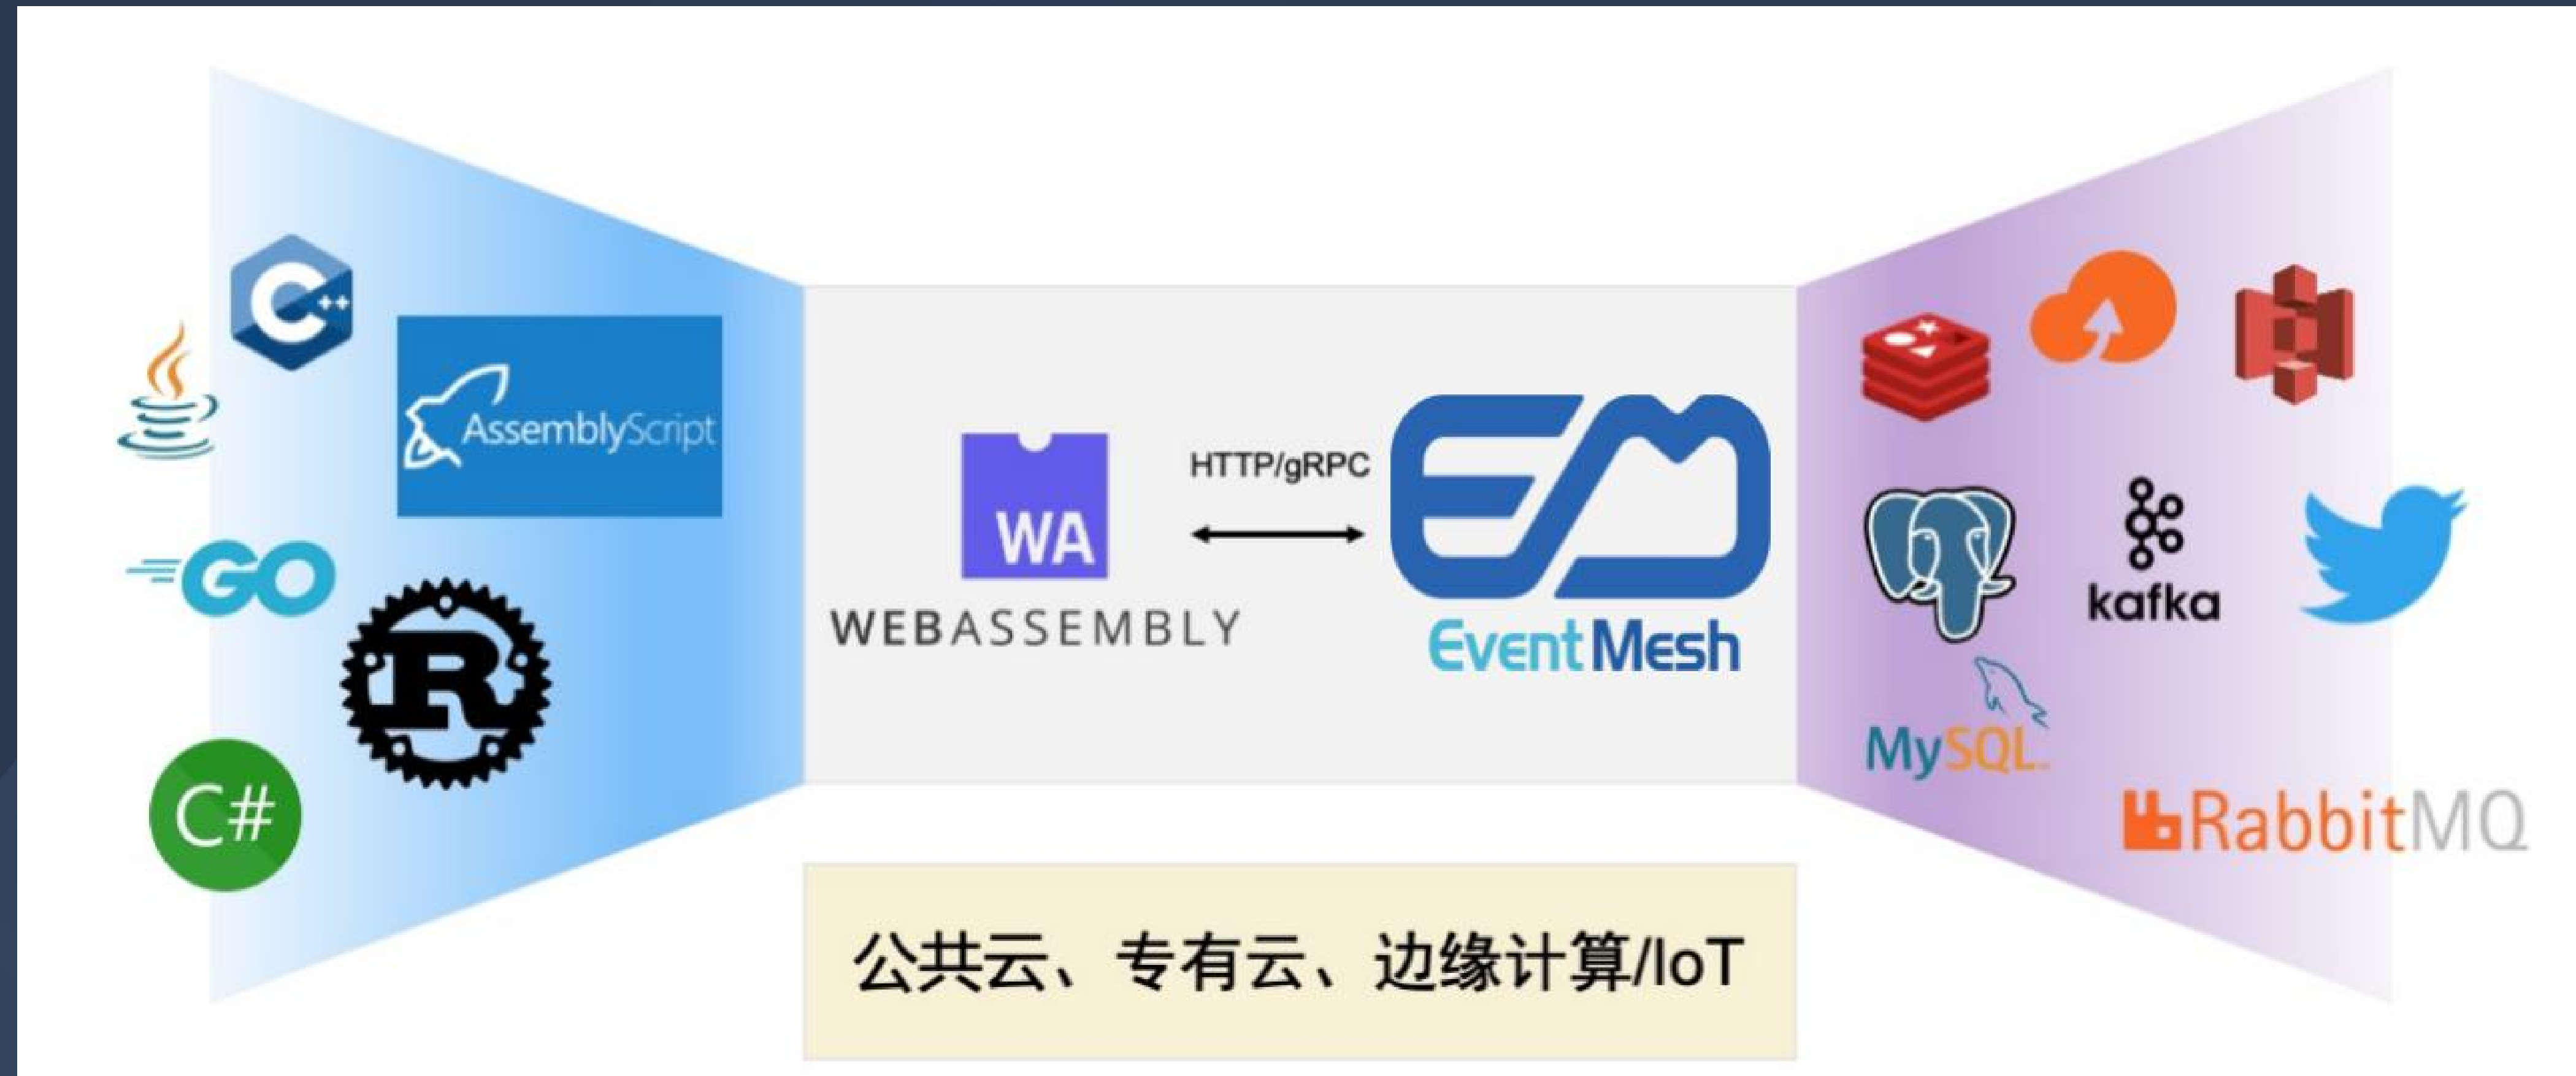 C++
AssemblyScript
GO
R
C#
WA
WEBASSEMBLY
HTTP/gRPC
EM
EventMesh
kafka
MySQL
RabbitMQ
公共云、专有云、边缘计算/IoT